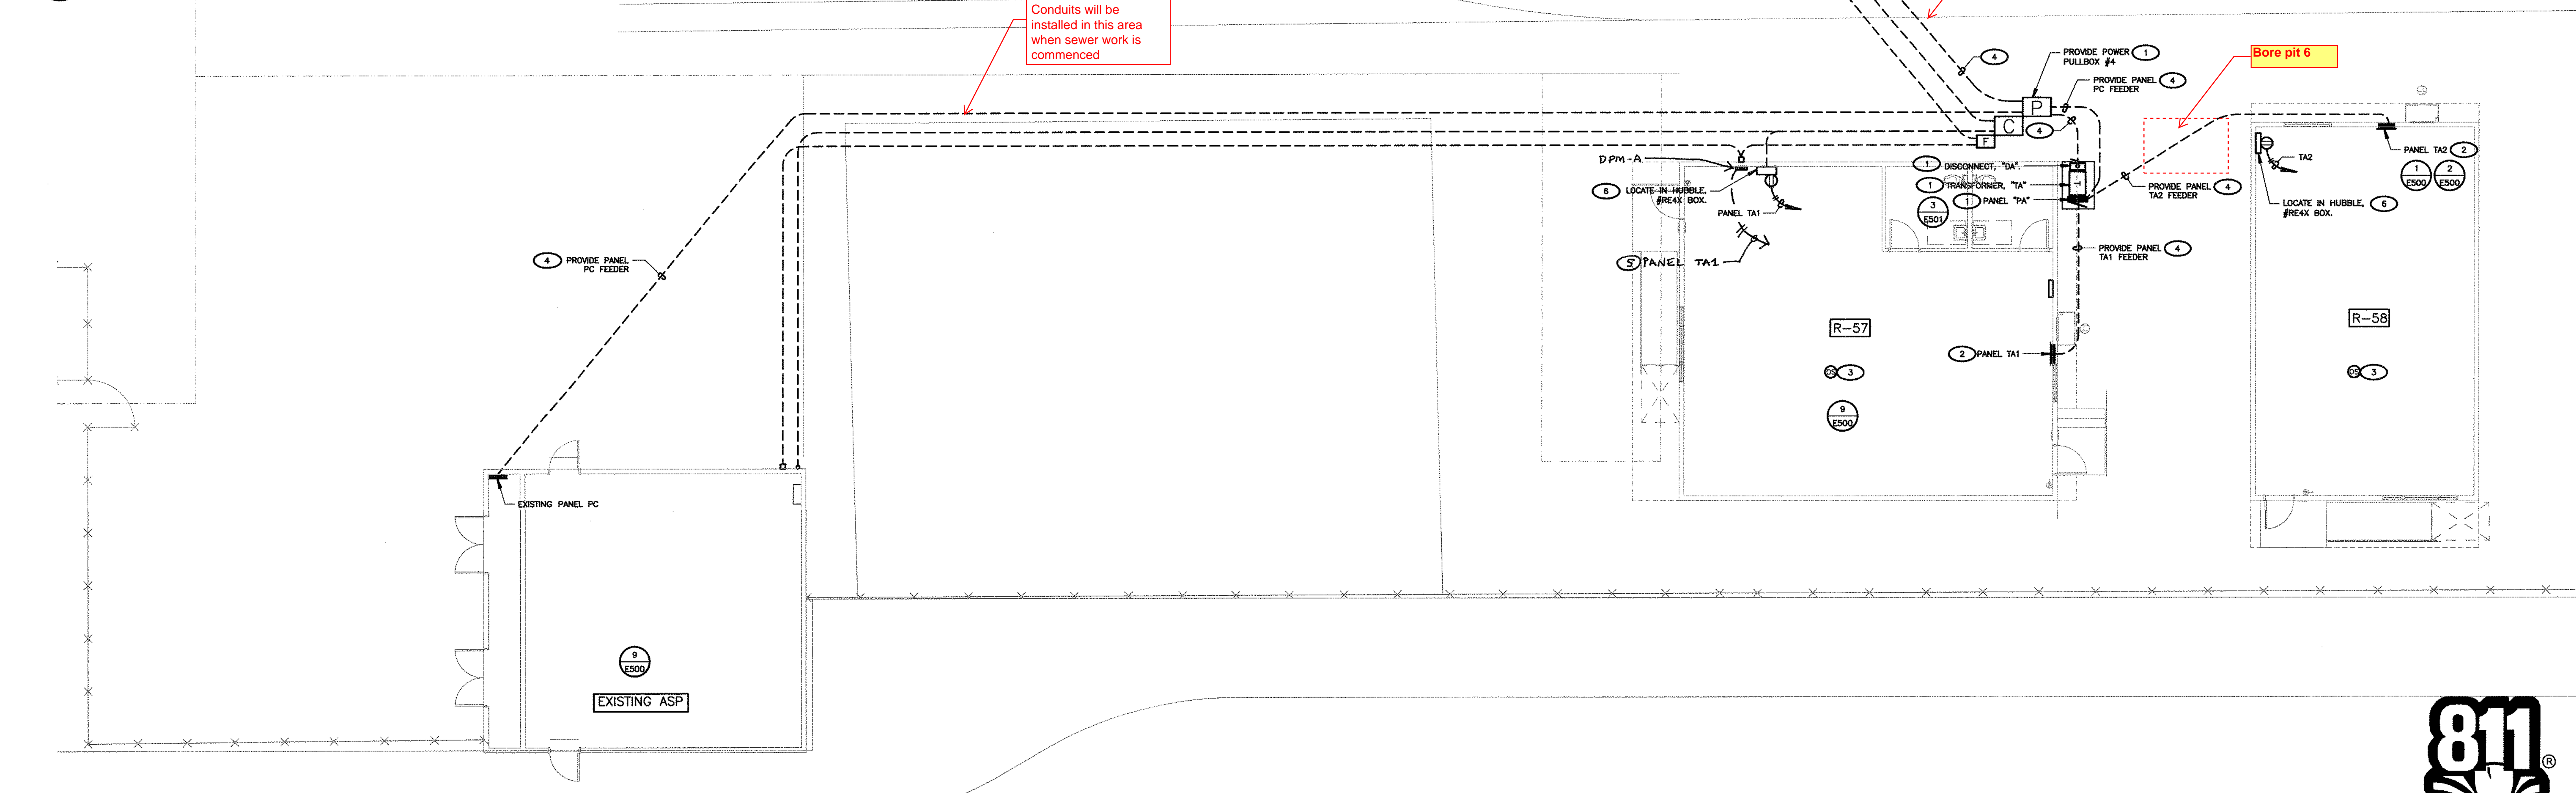 Conduits will be
installed in this area
when sewer work is
commenced
4
PROVIDE POWER 1
PULLBOX #4
Bore pit 6
PROVIDE PANEL 4
PC FEEDER
P
C
4
F
DPM-A
6 LOCATE IN HUBBLE,
#RE4X BOX.
PANEL TA1
5 PANEL TA1
1 DISCONNECT, "DA".
1 TRANSFORMER, "TA"
1 PANEL "PA"
T
3
E501
PROVIDE PANEL 4
TA2 FEEDER
PROVIDE PANEL 4
TA1 FEEDER
TA2
PANEL TA2 2
1
E500
2
E500
LOCATE IN HUBBLE, 6
#RE4X BOX.
4 PROVIDE PANEL
PC FEEDER
R-57
R-58
2 PANEL TA1
OS 3
OS 3
9
E500
EXISTING PANEL PC
9
E500
EXISTING ASP
811
®